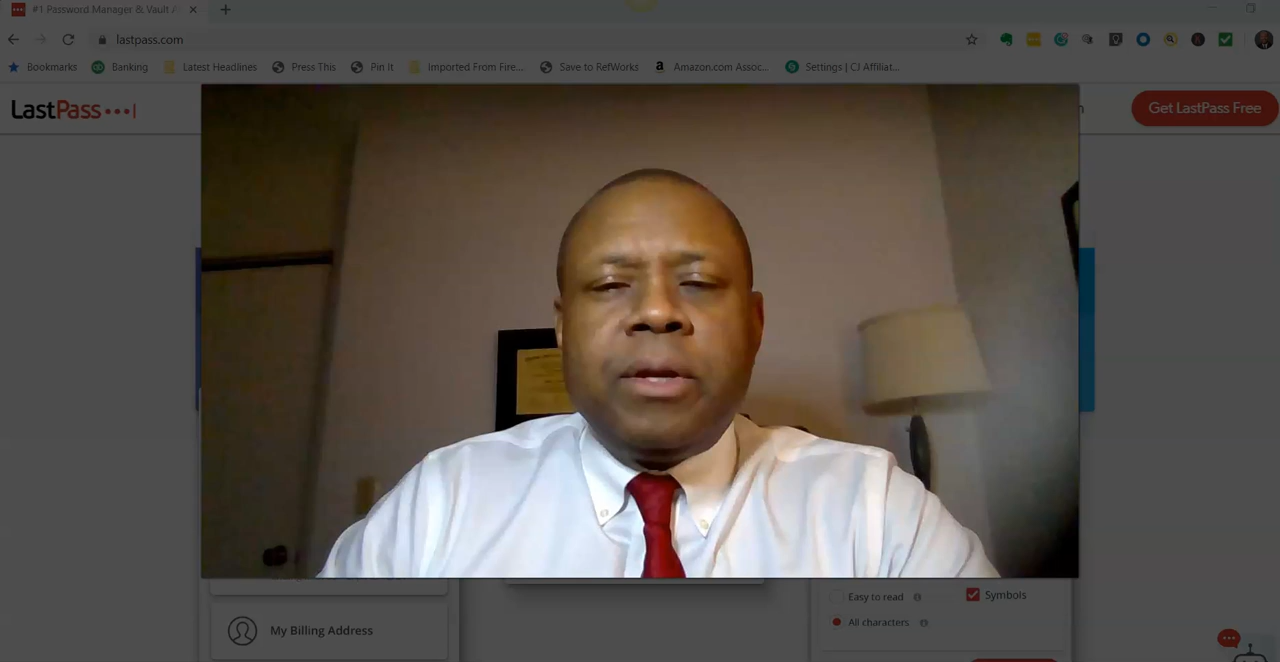 #1 Password Manager & Vault A
lastpass.com
Bookmarks Banking Latest Headlines Press This Pin It Imported From Fire... Save to RefWorks Amazon.com Assoc... Settings | CJ Affiliat...
LastPass
Get LastPass Free
Easy to read
Symbols
All characters
My Billing Address